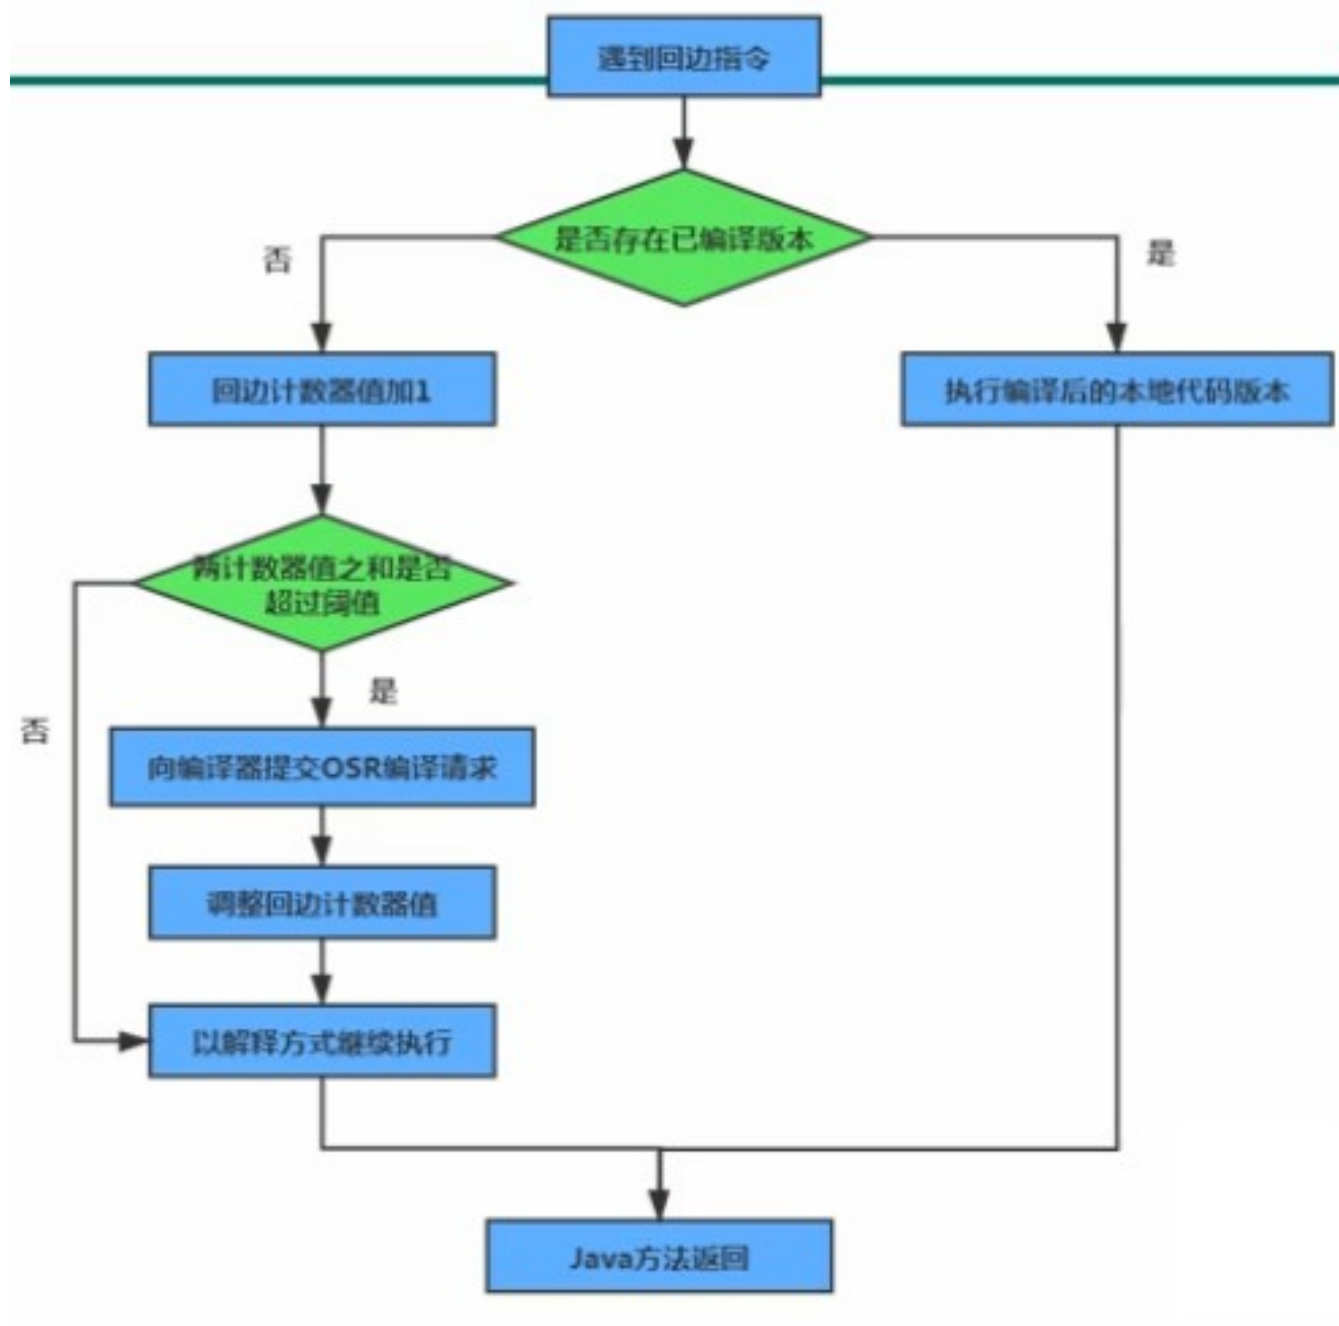 遇到回边指令
是否存在已编译版本
否
是
回边计数器值加1
执行编译后的本地代码版本
两计数器值之和是否
超过阈值
是
否
向编译器提交OSR编译请求
调整回边计数器值
以解释方式继续执行
Java方法返回